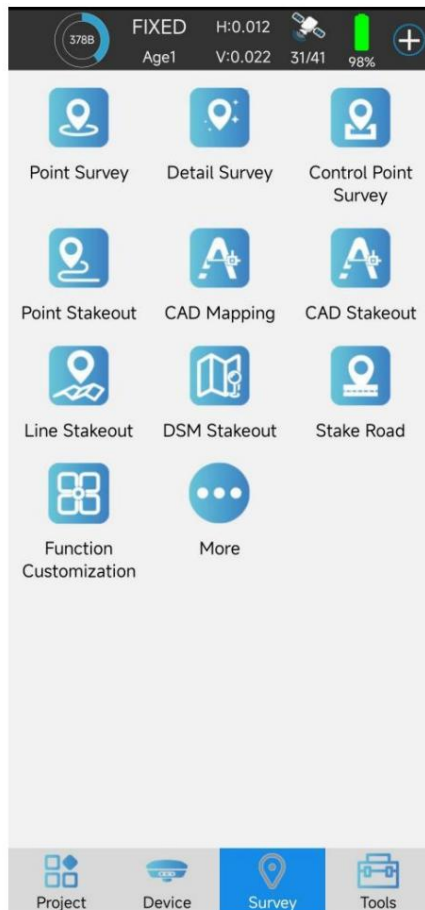 378B
FIXED
H:0.012
Age1
V:0.022
31/41
98%
Point Survey
Detail Survey
Control Point
Survey
Point Stakeout
CAD Mapping
CAD Stakeout
Line Stakeout
DSM Stakeout
Stake Road
Function
Customization
More
Project
Device
Survey
Tools